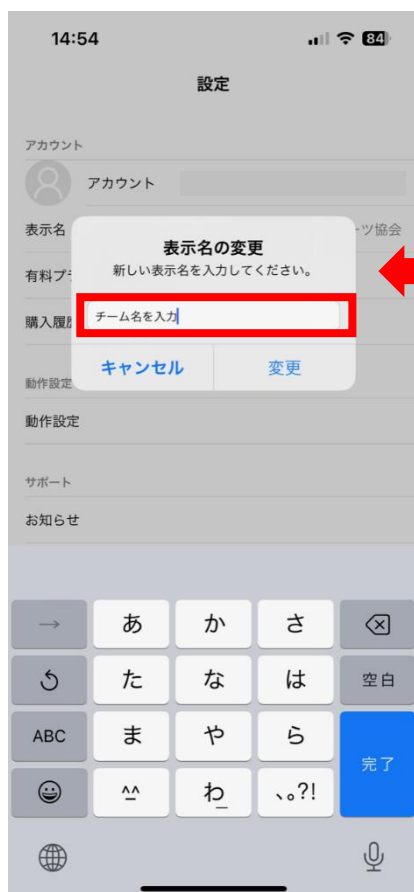 14:54
84
設定
アカウント
アカウント
表示名
ーツ協会
表示名の変更
新しい表示名を入力してください。
有料プ
チーム名を入力
購入履
キャンセル
変更
動作設定
動作設定
サポート
お知らせ
→ あ か さ
た な は 空白
ABC ま や ら
完了
^^ わ_ 、。?!